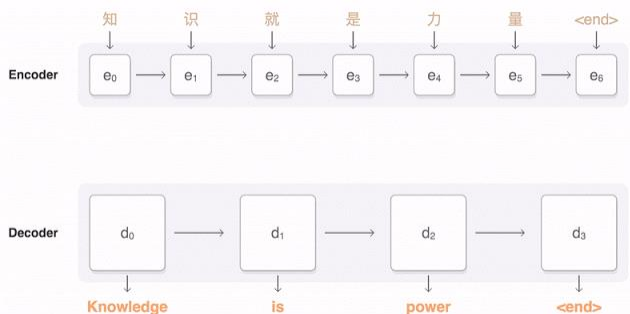 知 识 就 是 力 量 <end>
Encoder e₀ e₁ e₂ e₃ e₄ e₅ e₆
Decoder d₀ d₁ d₂ d₃
Knowledge is power <end>